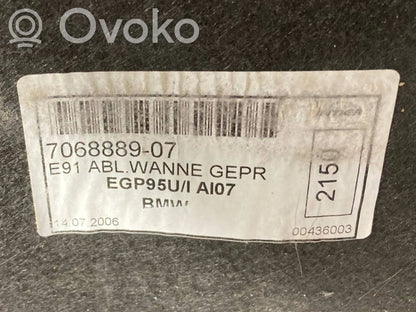 Ovoko
7068889-07
E91 ABL.WANNE GEPR
EGP95U/I AI07
BMW
14.07.2006
2150
00436003